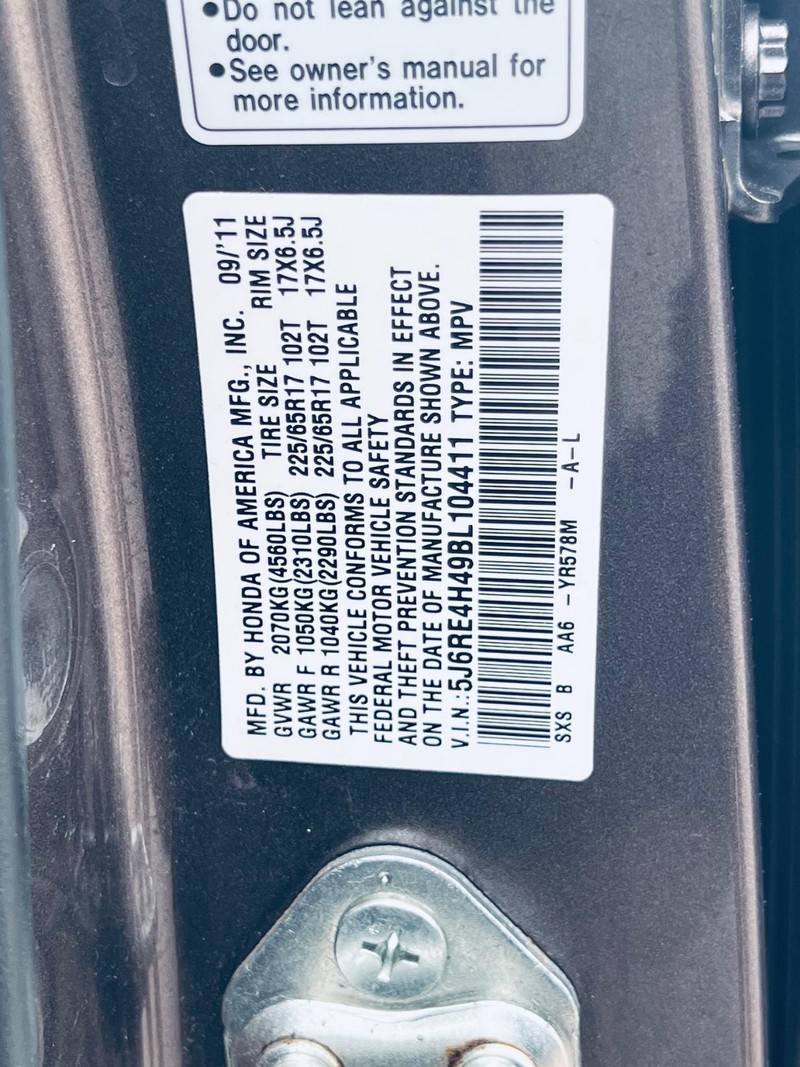 ●Do not lean against the
door.
●See owner's manual for
more information.
MFD. BY HONDA OF AMERICA MFG., INC. 09/'11
GVWR 2070KG(4560LBS) TIRE SIZE RIM SIZE
GAWR F 1050KG(2310LBS) 225/65R17 102T 17X6.5J
GAWR R 1040KG(2290LBS) 225/65R17 102T 17X6.5J
THIS VEHICLE CONFORMS TO ALL APPLICABLE
FEDERAL MOTOR VEHICLE SAFETY
AND THEFT PREVENTION STANDARDS IN EFFECT
ON THE DATE OF MANUFACTURE SHOWN ABOVE.
V.I.N.:5J6RE4H49BL104411 TYPE: MPV
SXS B AA6 -YR578M -A-L